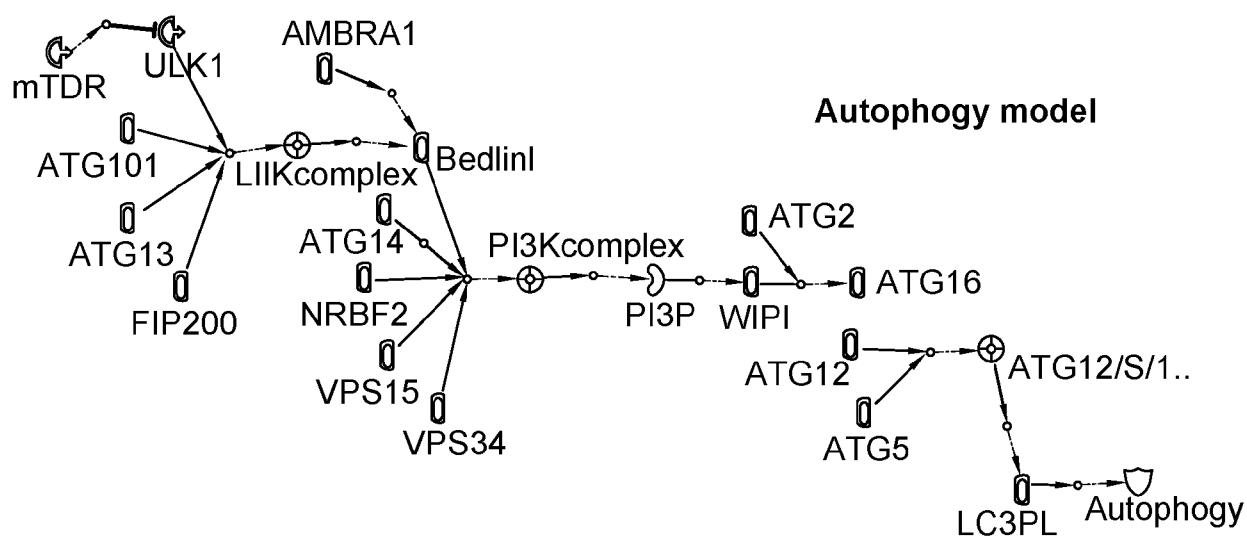 AMBRA1
mTDR
ULK1
Autophogy model
ATG101
LIIKcomplex
Bedlinl
ATG13
ATG14
PI3Kcomplex
ATG2
FIP200
NRBF2
PI3P
WIPI
ATG16
VPS15
ATG12
ATG12/S/1..
VPS34
ATG5
LC3PL
Autophogy